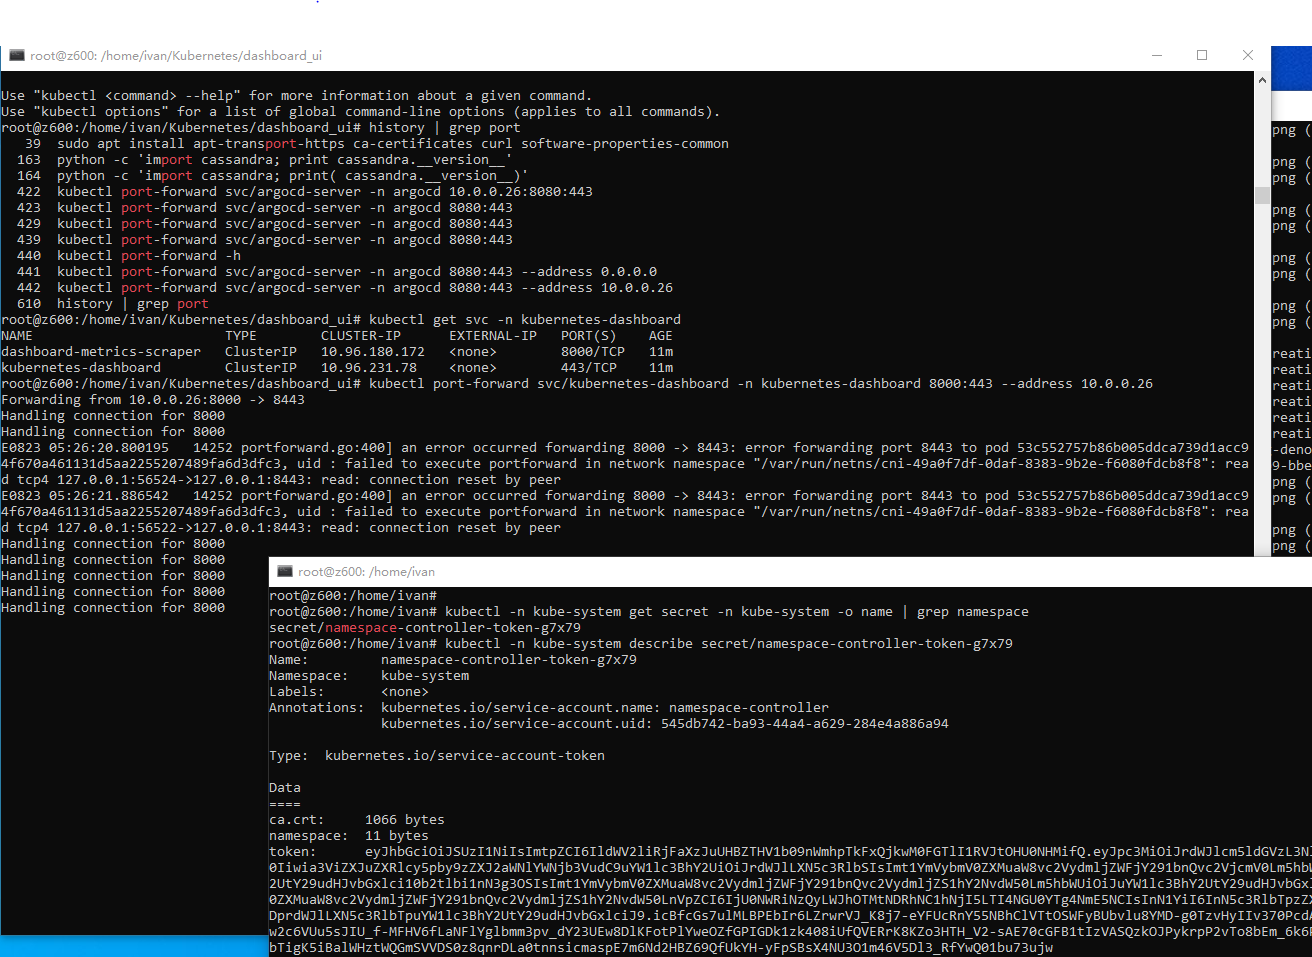 root@z600: /home/ivan/Kubernetes/dashboard_ui
Use "kubectl <command> --help" for more information about a given command.
Use "kubectl options" for a list of global command-line options (applies to all commands).
root@z600:/home/ivan/Kubernetes/dashboard_ui# history | grep port
39 sudo apt install apt-transport-https ca-certificates curl software-properties-common
163 python -c 'import cassandra; print cassandra.__version__'
164 python -c 'import cassandra; print( cassandra.__version__)'
422 kubectl port-forward svc/argocd-server -n argocd 10.0.0.26:8080:443
423 kubectl port-forward svc/argocd-server -n argocd 8080:443
429 kubectl port-forward svc/argocd-server -n argocd 8080:443
439 kubectl port-forward svc/argocd-server -n argocd 8080:443
440 kubectl port-forward -h
441 kubectl port-forward svc/argocd-server -n argocd 8080:443 --address 0.0.0.0
442 kubectl port-forward svc/argocd-server -n argocd 8080:443 --address 10.0.0.26
610 history | grep port
root@z600:/home/ivan/Kubernetes/dashboard_ui# kubectl get svc -n kubernetes-dashboard
NAME TYPE CLUSTER-IP EXTERNAL-IP PORT(S) AGE
dashboard-metrics-scraper ClusterIP 10.96.180.172 <none> 8000/TCP 11m
kubernetes-dashboard ClusterIP 10.96.231.78 <none> 443/TCP 11m
root@z600:/home/ivan/Kubernetes/dashboard_ui# kubectl port-forward svc/kubernetes-dashboard -n kubernetes-dashboard 8000:443 --address 10.0.0.26
Forwarding from 10.0.0.26:8000 -> 8443
Handling connection for 8000
Handling connection for 8000
E0823 05:26:20.800195 14252 portforward.go:400] an error occurred forwarding 8000 -> 8443: error forwarding port 8443 to pod 53c552757b86b005ddca739d1acc9
4f670a461131d5aa2255207489fa6d3dfc3, uid : failed to execute portforward in network namespace "/var/run/netns/cni-49a0f7df-0daf-8383-9b2e-f6080fdcb8f8": rea
d tcp4 127.0.0.1:56524->127.0.0.1:8443: read: connection reset by peer
E0823 05:26:21.886542 14252 portforward.go:400] an error occurred forwarding 8000 -> 8443: error forwarding port 8443 to pod 53c552757b86b005ddca739d1acc9
4f670a461131d5aa2255207489fa6d3dfc3, uid : failed to execute portforward in network namespace "/var/run/netns/cni-49a0f7df-0daf-8383-9b2e-f6080fdcb8f8": rea
d tcp4 127.0.0.1:56522->127.0.0.1:8443: read: connection reset by peer
Handling connection for 8000
Handling connection for 8000
Handling connection for 8000
Handling connection for 8000
Handling connection for 8000
root@z600: /home/ivan
root@z600:/home/ivan#
root@z600:/home/ivan# kubectl -n kube-system get secret -n kube-system -o name | grep namespace
secret/namespace-controller-token-g7x79
root@z600:/home/ivan# kubectl -n kube-system describe secret/namespace-controller-token-g7x79
Name: namespace-controller-token-g7x79
Namespace: kube-system
Labels: <none>
Annotations: kubernetes.io/service-account.name: namespace-controller
kubernetes.io/service-account.uid: 545db742-ba93-44a4-a629-284e4a886a94
Type: kubernetes.io/service-account-token
Data
====
ca.crt: 1066 bytes
namespace: 11 bytes
token:
png (
png (
png (
png (
png (
png (
png (
png (
png (
reati
reati
reati
reati
reati
reati
-deno
9-bbe
png (
png (
png (
png (